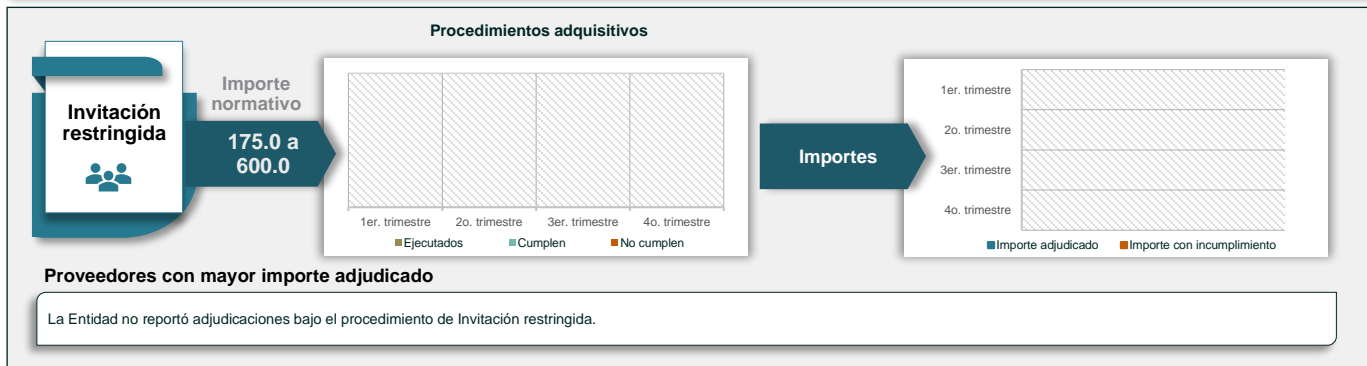 Procedimientos adquisitivos
Invitación
restringida
Importe
normativo
175.0 a
600.0
1er. trimestre 2o. trimestre 3er. trimestre 4o. trimestre
Ejecutados Cumplen No cumplen
Importes
1er. trimestre
2o. trimestre
3er. trimestre
4o. trimestre
Importe adjudicado Importe con incumplimiento
Proveedores con mayor importe adjudicado
La Entidad no reportó adjudicaciones bajo el procedimiento de Invitación restringida.